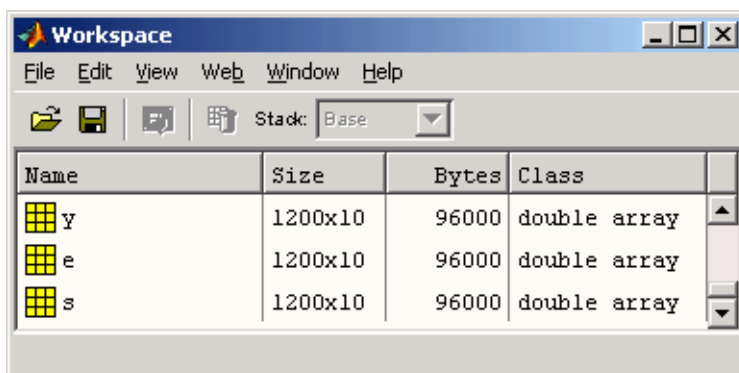 Workspace
File Edit View Web Window Help
Stack: Base
Name Size Bytes Class
y 1200x10 96000 double array
e 1200x10 96000 double array
s 1200x10 96000 double array